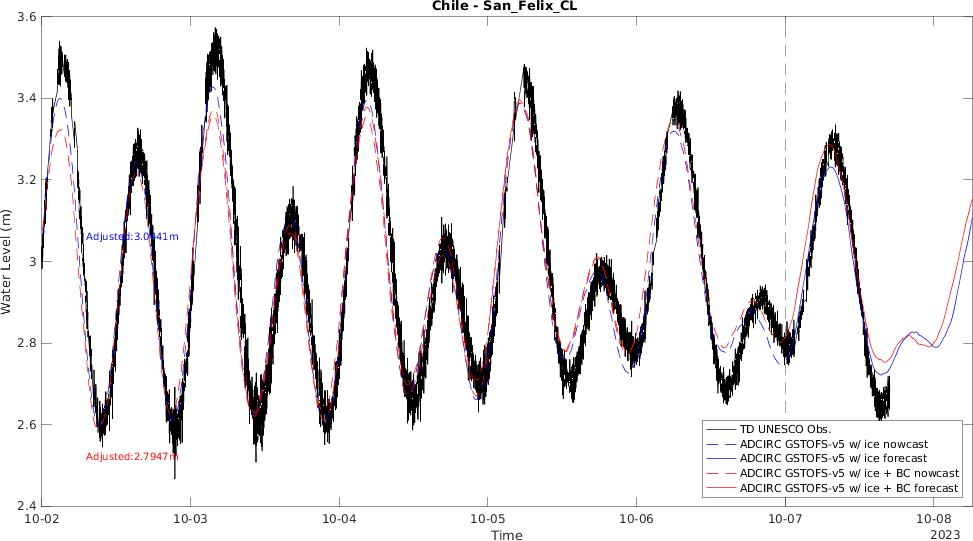 Chile - San_Felix_CL
Water Level (m)
3.6
3.4
3.2
3
2.8
2.6
2.4
Adjusted:3.0441m
Adjusted:2.7947m
TD UNESCO Obs.
ADCIRC GSTOFS-v5 w/ ice nowcast
ADCIRC GSTOFS-v5 w/ ice forecast
ADCIRC GSTOFS-v5 w/ ice + BC nowcast
ADCIRC GSTOFS-v5 w/ ice + BC forecast
10-02 10-03 10-04 10-05 10-06 10-07 10-08
Time
2023